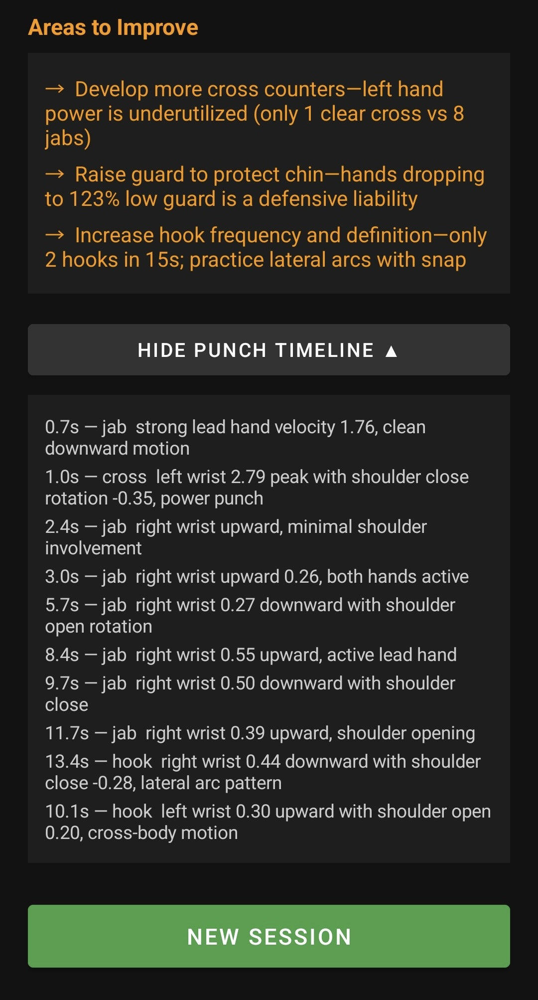 Areas to Improve
→ Develop more cross counters—left hand
power is underutilized (only 1 clear cross vs 8
jabs)
→ Raise guard to protect chin—hands dropping
to 123% low guard is a defensive liability
→ Increase hook frequency and definition—only
2 hooks in 15s; practice lateral arcs with snap
HIDE PUNCH TIMELINE ▲
0.7s — jab  strong lead hand velocity 1.76, clean
downward motion
1.0s — cross  left wrist 2.79 peak with shoulder close
rotation -0.35, power punch
2.4s — jab  right wrist upward, minimal shoulder
involvement
3.0s — jab  right wrist upward 0.26, both hands active
5.7s — jab  right wrist 0.27 downward with shoulder
open rotation
8.4s — jab  right wrist 0.55 upward, active lead hand
9.7s — jab  right wrist 0.50 downward with shoulder
close
11.7s — jab  right wrist 0.39 upward, shoulder opening
13.4s — hook  right wrist 0.44 downward with shoulder
close -0.28, lateral arc pattern
10.1s — hook  left wrist 0.30 upward with shoulder open
0.20, cross-body motion
NEW SESSION